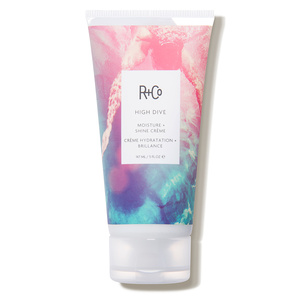 R+Co
HIGH DIVE
MOISTURE +
SHINE CRÈME
CRÈME HYDRATATION +
BRILLANCE